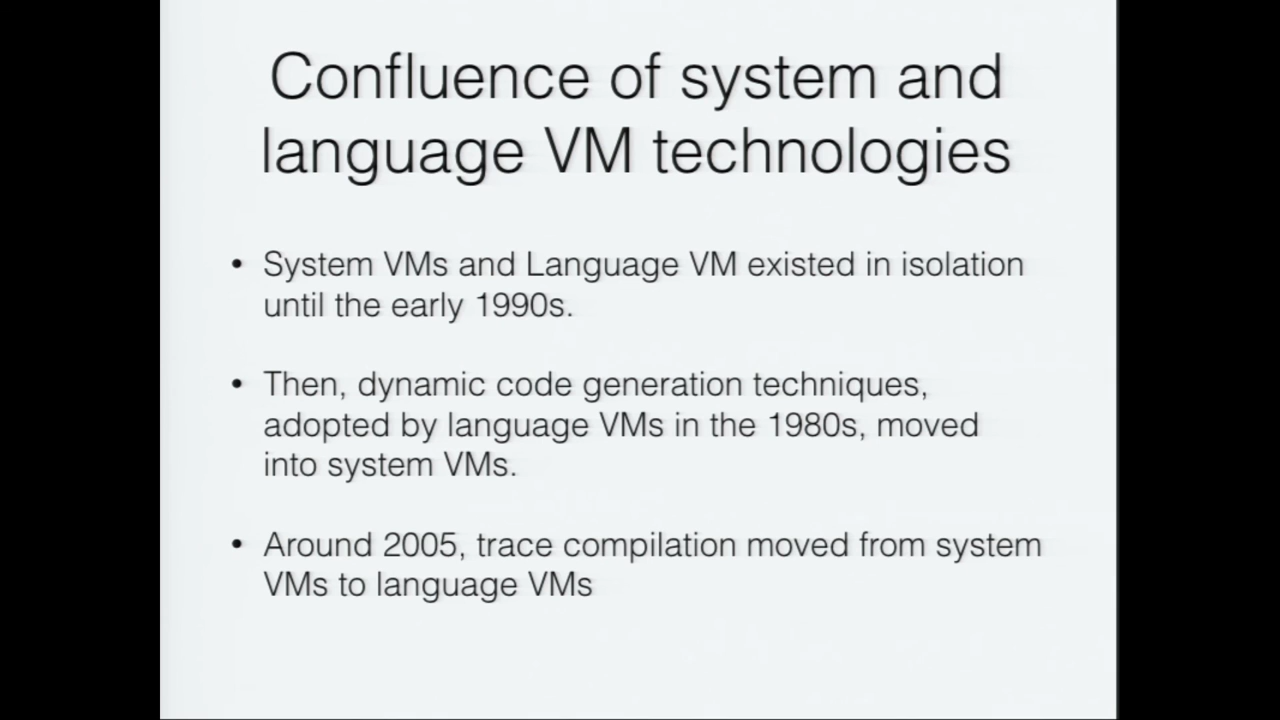 Confluence of system and
language VM technologies
• System VMs and Language VM existed in isolation
until the early 1990s.
• Then, dynamic code generation techniques,
adopted by language VMs in the 1980s, moved
into system VMs.
• Around 2005, trace compilation moved from system
VMs to language VMs